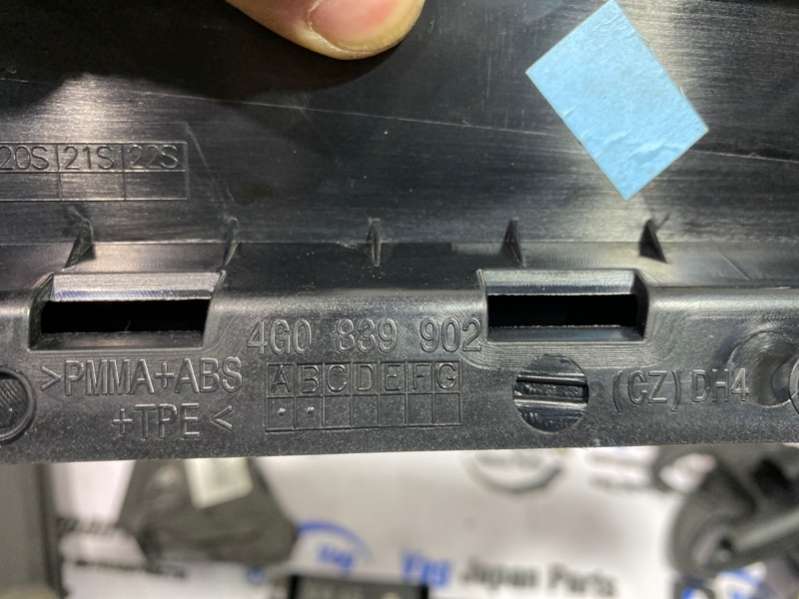 20S 21S 22S
4G0 839 902
>PMMA+ABS
+TPE<
A B C D E F G
(CZ) DH4
Japan Parts